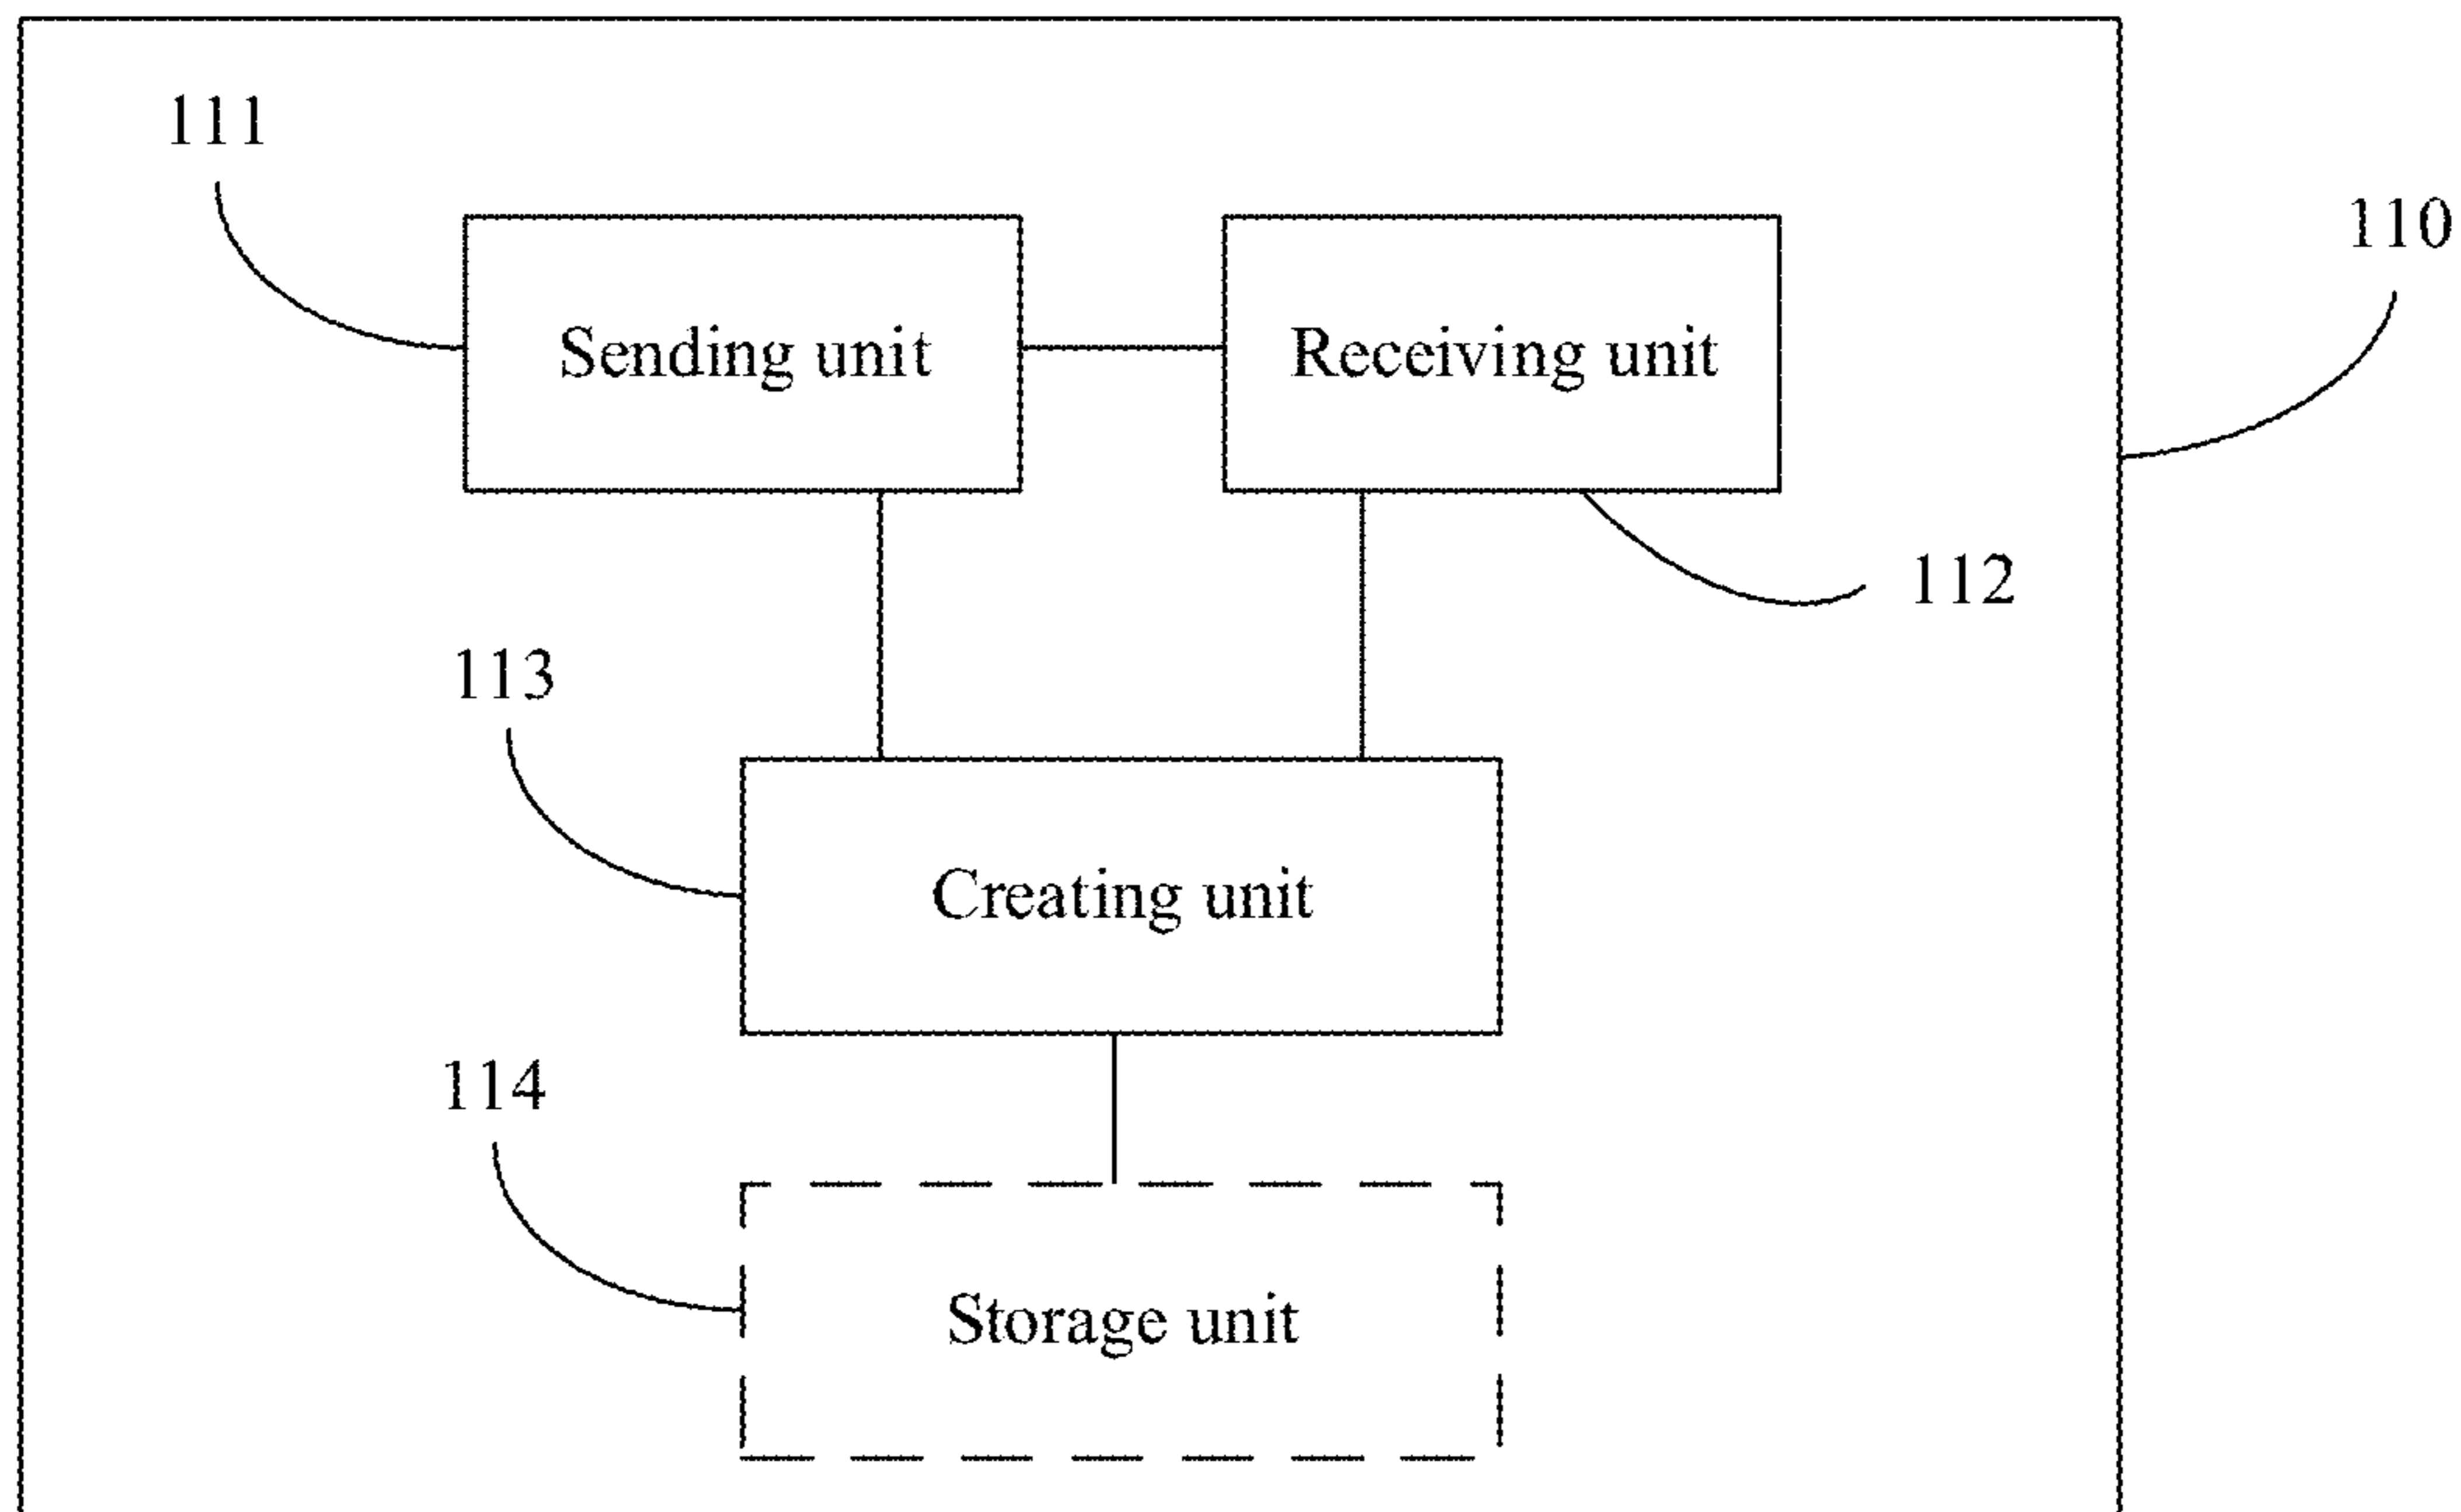 111
110
Sending unit
Receiving unit
112
113
Creating unit
114
Storage unit